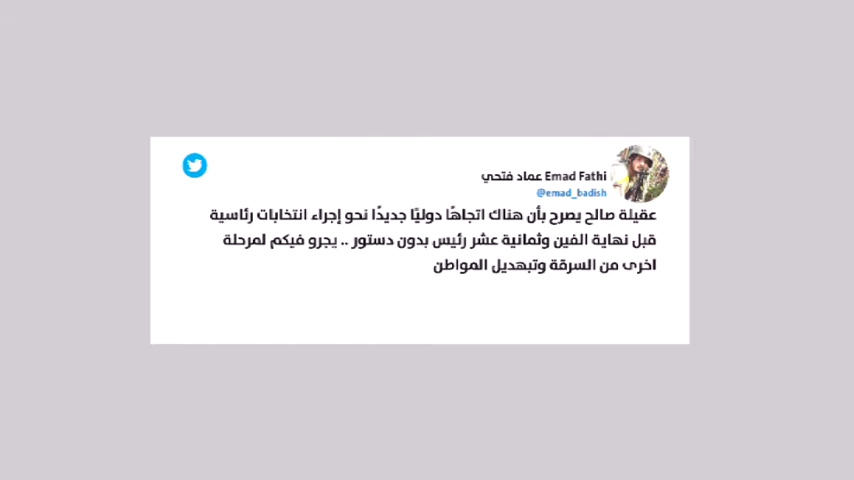 Emad Fathi عماد فتحي
@emad_badish
عقيلة صالح يصرح بأن هناك اتجاهًا دوليًا جديدًا نحو إجراء انتخابات رئاسية
قبل نهاية الفين وثمانية عشر رئيس بدون دستور .. يجرو فيكم لمرحلة
اخرى من السرقة وتبهديل المواطن